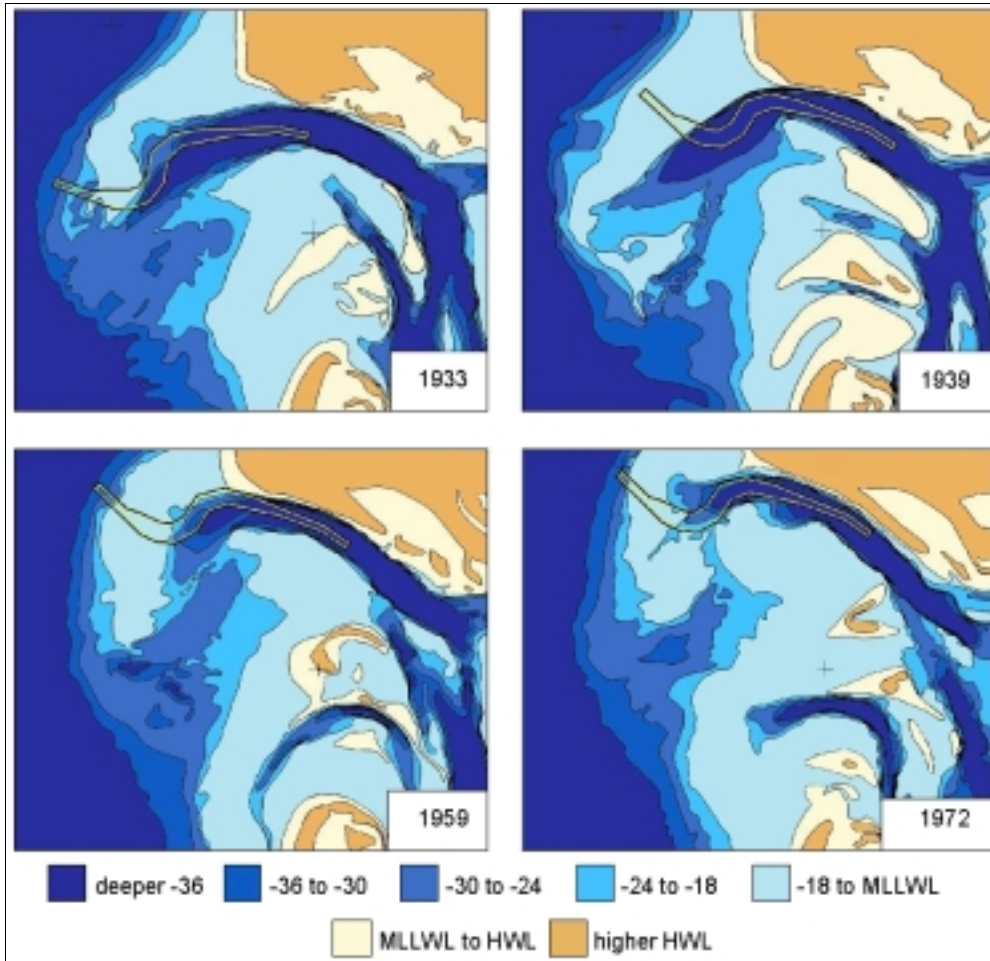 1933
1939
1959
1972
deeper -36
-36 to -30
-30 to -24
-24 to -18
-18 to MLLWL
MLLWL to HWL
higher HWL